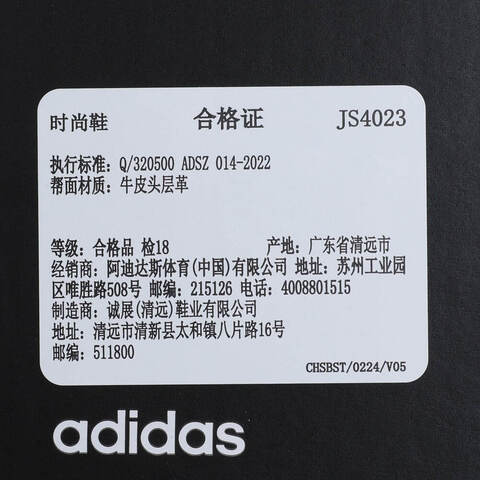 时尚鞋 合格证 JS4023
执行标准: Q/320500 ADSZ 014-2022
帮面材质: 牛皮头层革
等级: 合格品 检18 产地: 广东省清远市
经销商: 阿迪达斯体育(中国)有限公司 地址: 苏州工业园
区唯胜路508号 邮编: 215126 电话: 4008801515
制造商: 诚展(清远)鞋业有限公司
地址: 清远市清新县太和镇八片路16号
邮编: 511800
CHSBST/0224/V05
adidas